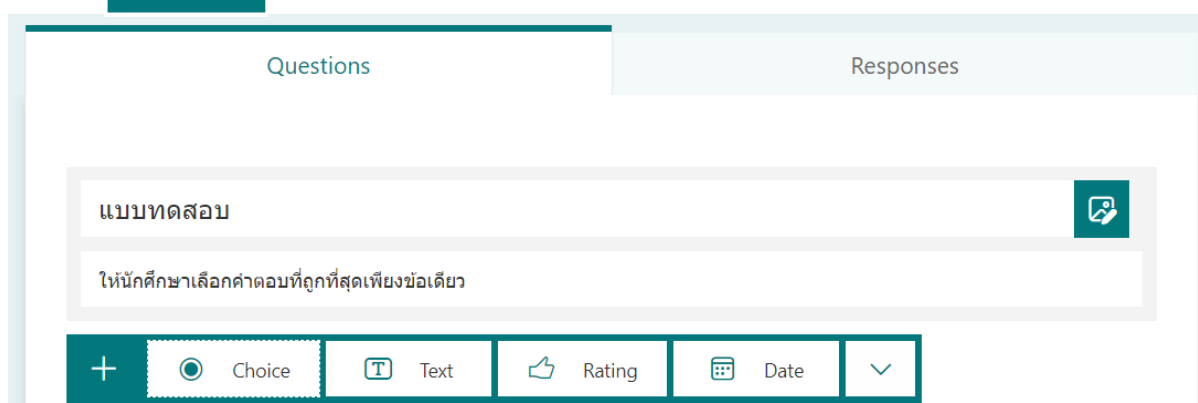 Questions Responses
แบบทดสอบ
ให้นักศึกษาเลือกคำตอบที่ถูกที่สุดเพียงข้อเดียว
Choice Text Rating Date